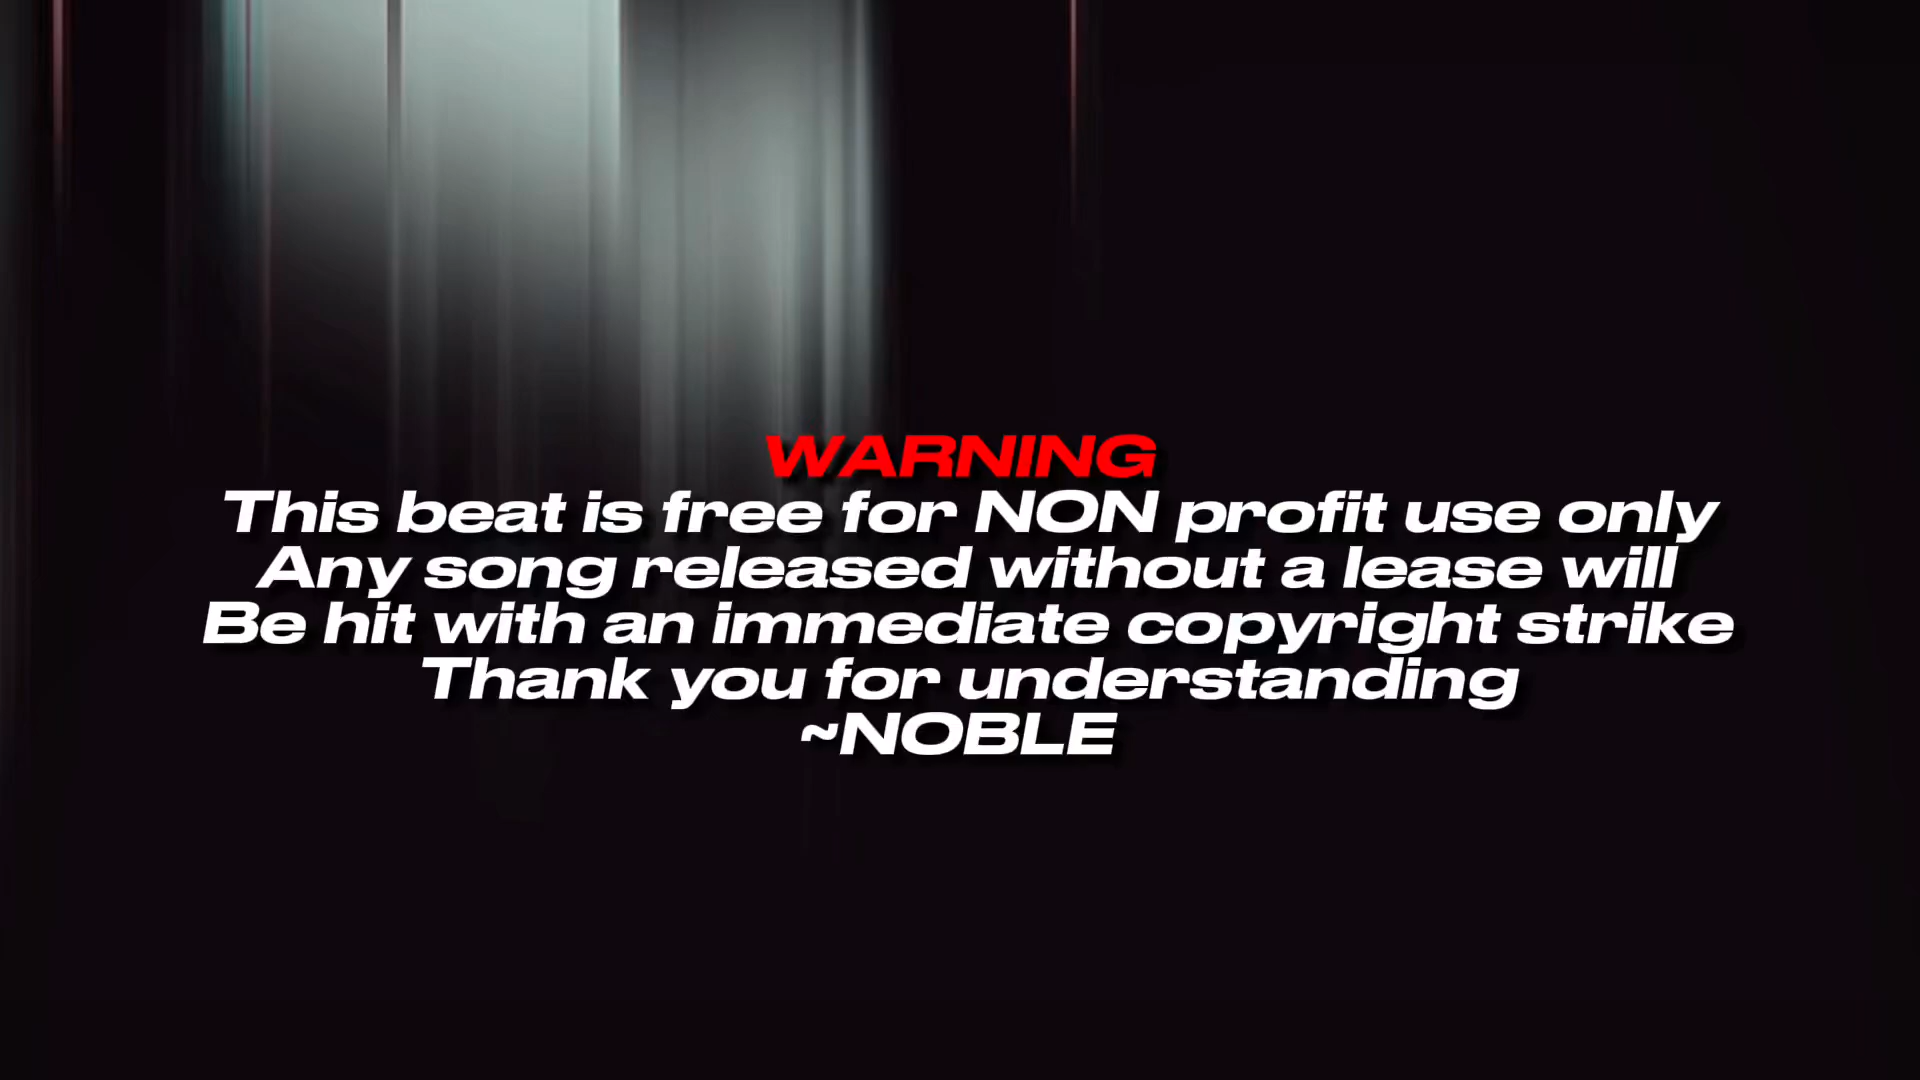 WARNING
This beat is free for NON profit use only
Any song released without a lease will
Be hit with an immediate copyright strike
Thank you for understanding
~NOBLE